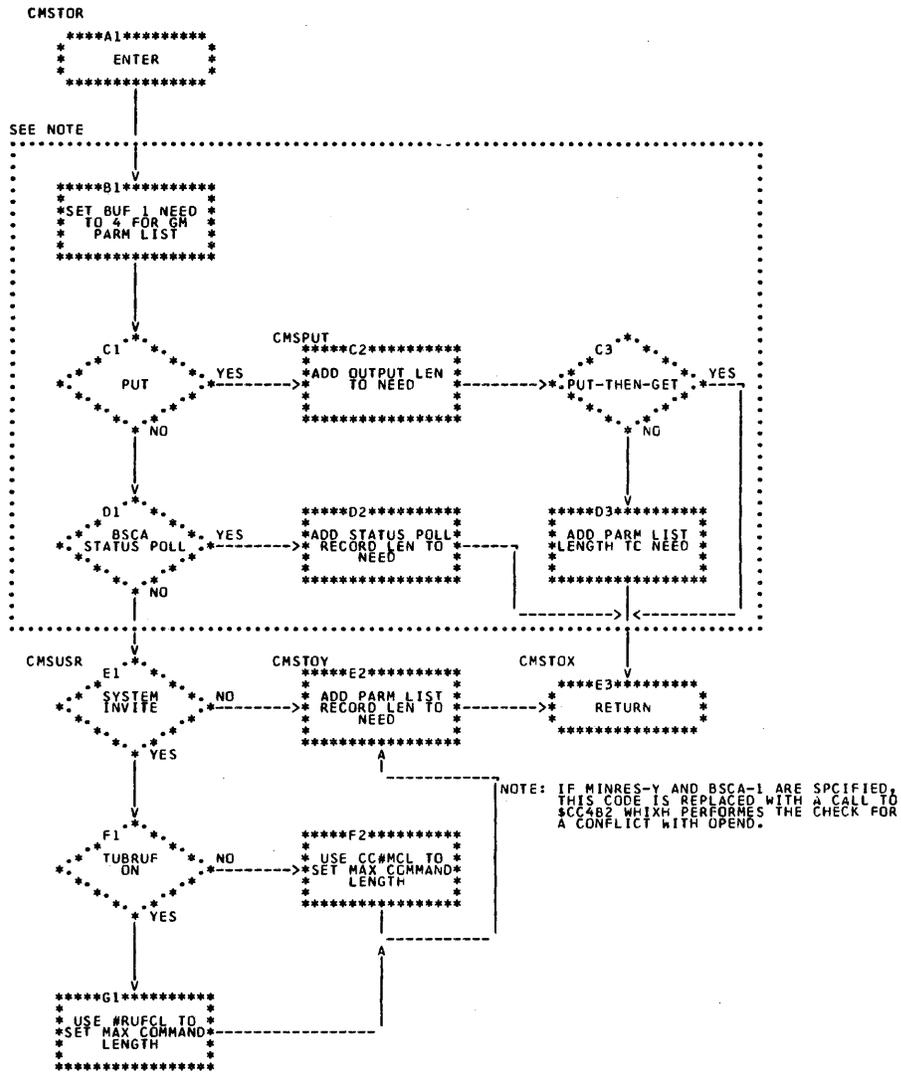 CMSTOR
A1
ENTER
SEE NOTE
B1
SET BUF 1 NEED
TO 4 FOR GM
PARM LIST
C1
PUT
YES
NO
CMSPUT
C2
ADD OUTPUT LEN
TO NEED
C3
PUT-THEN-GET
YES
NO
D1
BSCA
STATUS POLL
YES
NO
D2
ADD STATUS POLL
RECORD LEN TO
NEED
D3
ADD PARM LIST
LENGTH TC NEED
CMSUSR
E1
SYSTEM
INVITE
NO
YES
CMSTOY
E2
ADD PARM LIST
RECORD LEN TO
NEED
CMSTOX
E3
RETURN
NOTE: IF MINRES-Y AND BSCA-1 ARE SPCIFIED,
THIS CODE IS REPLACED WITH A CALL TO
$CC4B2 WHIXH PERFORMES THE CHECK FOR
A CONFLICT WITH OPEND.
F1
TUBRUF
ON
NO
YES
F2
USE CC#MCL TO
SET MAX COMMAND
LENGTH
G1
USE #RUFCL TO
SET MAX COMMAND
LENGTH